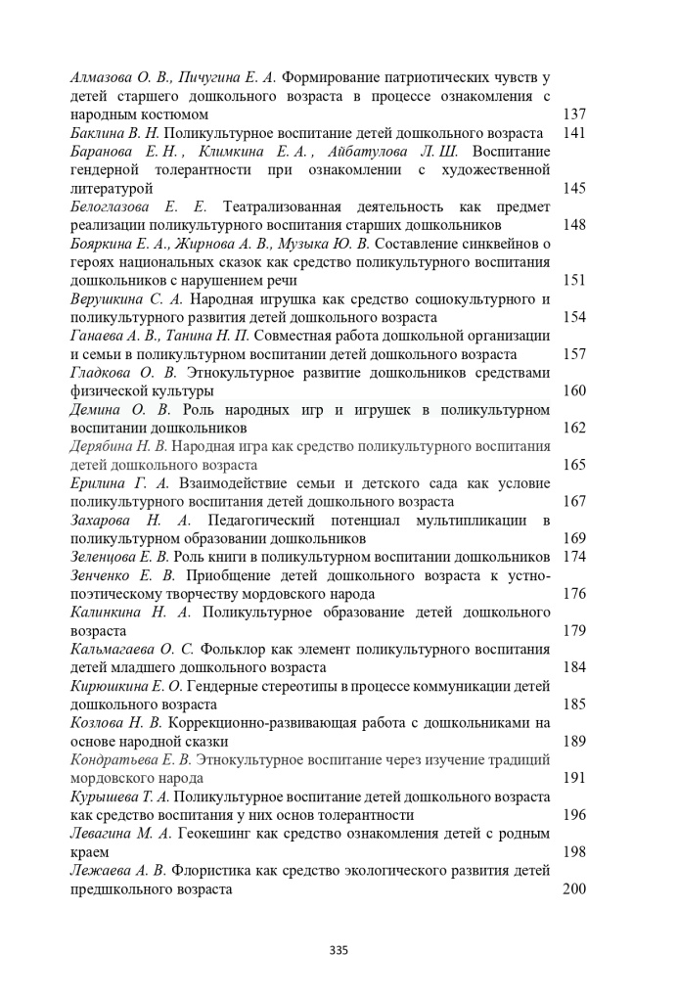 Алмазова О. В., Пичугина Е. А. Формирование патриотических чувств у
детей старшего дошкольного возраста в процессе ознакомления с
народным костюмом 137
Баклина В. Н. Поликультурное воспитание детей дошкольного возраста 141
Баранова Е. Н. , Климкина Е. А. , Айбатулова Л. Ш. Воспитание
гендерной толерантности при ознакомлении с художественной
литературой 145
Белоглазова Е. Е. Театрализованная деятельность как предмет
реализации поликультурного воспитания старших дошкольников 148
Бояркина Е. А., Жирнова А. В., Музыка Ю. В. Составление синквейнов о
героях национальных сказок как средство поликультурного воспитания
дошкольников с нарушением речи 151
Верушкина С. А. Народная игрушка как средство социокультурного и
поликультурного развития детей дошкольного возраста 154
Ганаева А. В., Танина Н. П. Совместная работа дошкольной организации
и семьи в поликультурном воспитании детей дошкольного возраста 157
Гладкова О. В. Этнокультурное развитие дошкольников средствами
физической культуры 160
Демина О. В. Роль народных игр и игрушек в поликультурном
воспитании дошкольников 162
Дерябина Н. В. Народная игра как средство поликультурного воспитания
детей дошкольного возраста 165
Ерилина Г. А. Взаимодействие семьи и детского сада как условие
поликультурного воспитания детей дошкольного возраста 167
Захарова Н. А. Педагогический потенциал мультипликации в
поликультурном образовании дошкольников 169
Зеленцова Е. В. Роль книги в поликультурном воспитании дошкольников 174
Зенченко Е. В. Приобщение детей дошкольного возраста к устно-
поэтическому творчеству мордовского народа 176
Калинкина Н. А. Поликультурное образование детей дошкольного
возраста 179
Кальмагаева О. С. Фольклор как элемент поликультурного воспитания
детей младшего дошкольного возраста 184
Кирюшкина Е. О. Гендерные стереотипы в процессе коммуникации детей
дошкольного возраста 185
Козлова Н. В. Коррекционно-развивающая работа с дошкольниками на
основе народной сказки 189
Кондратьева Е. В. Этнокультурное воспитание через изучение традиций
мордовского народа 191
Курышева Т. А. Поликультурное воспитание детей дошкольного возраста
как средство воспитания у них основ толерантности 196
Левагина М. А. Геокешинг как средство ознакомления детей с родным
краем 198
Лежаева А. В. Флористика как средство экологического развития детей
предшкольного возраста 200
335